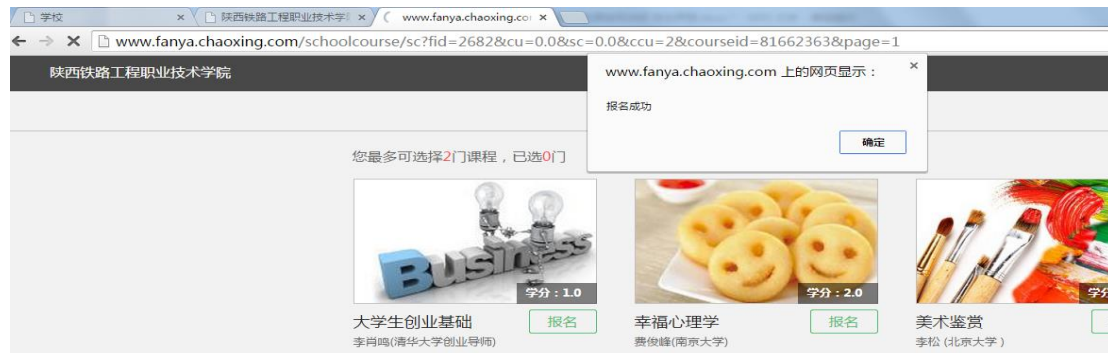 学校
陕西铁路工程职业技术学
www.fanya.chaoxing.co
www.fanya.chaoxing.com/schoolcourse/sc?fid=2682&cu=0.0&sc=0.0&ccu=2&courseid=81662363&page=1
陕西铁路工程职业技术学院
www.fanya.chaoxing.com 上的网页显示：
报名成功
确定
您最多可选择2门课程，已选0门
BUSINESS
学分：1.0
学分：2.0
学分
大学生创业基础
报名
幸福心理学
报名
美术鉴赏
李肖鸣(清华大学创业导师)
费俊峰(南京大学)
李松 (北京大学 )